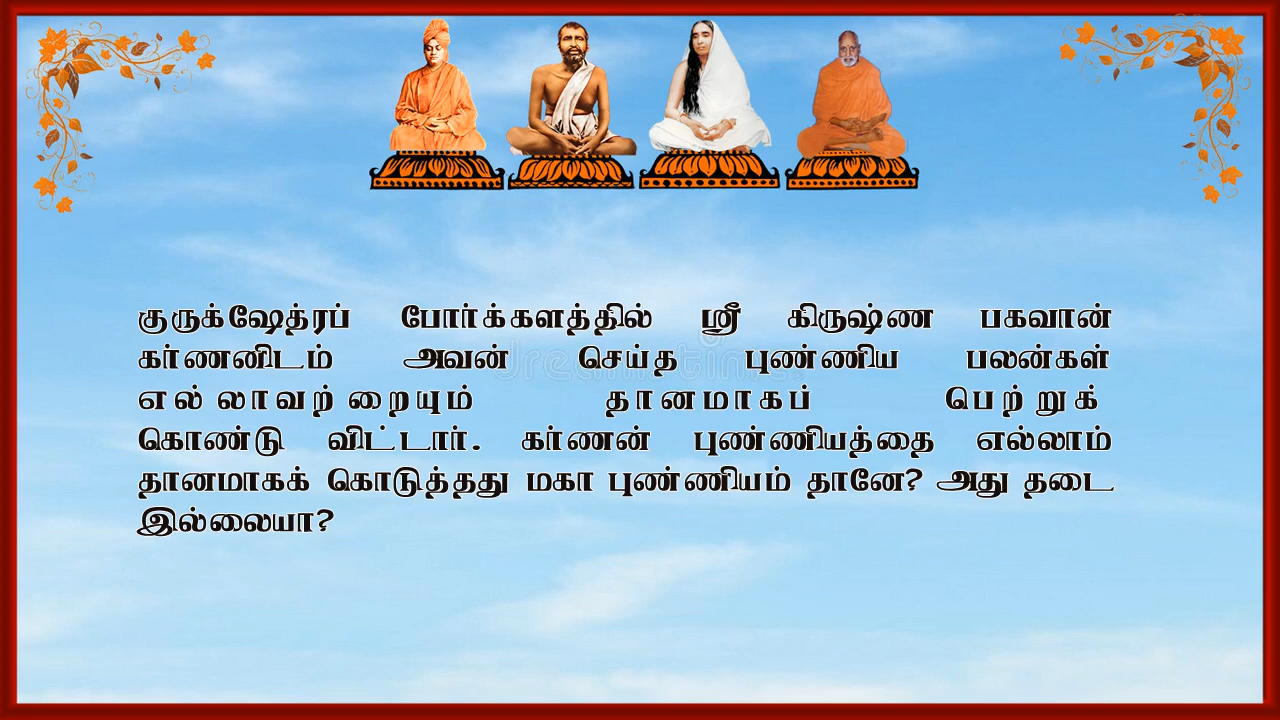 குருக்ஷேத்ரப் போர்க்களத்தில் ஸ்ரீ கிருஷ்ண பகவான்
கர்ணனிடம் அவன் செய்த புண்ணிய பலன்கள்
எல்லாவற்றையும் தானமாகப் பெற்றுக்
கொண்டு விட்டார். கர்ணன் புண்ணியத்தை எல்லாம்
தானமாகக் கொடுத்தது மகா புண்ணியம் தானே? அது தடை
இல்லையா?
dreamstime